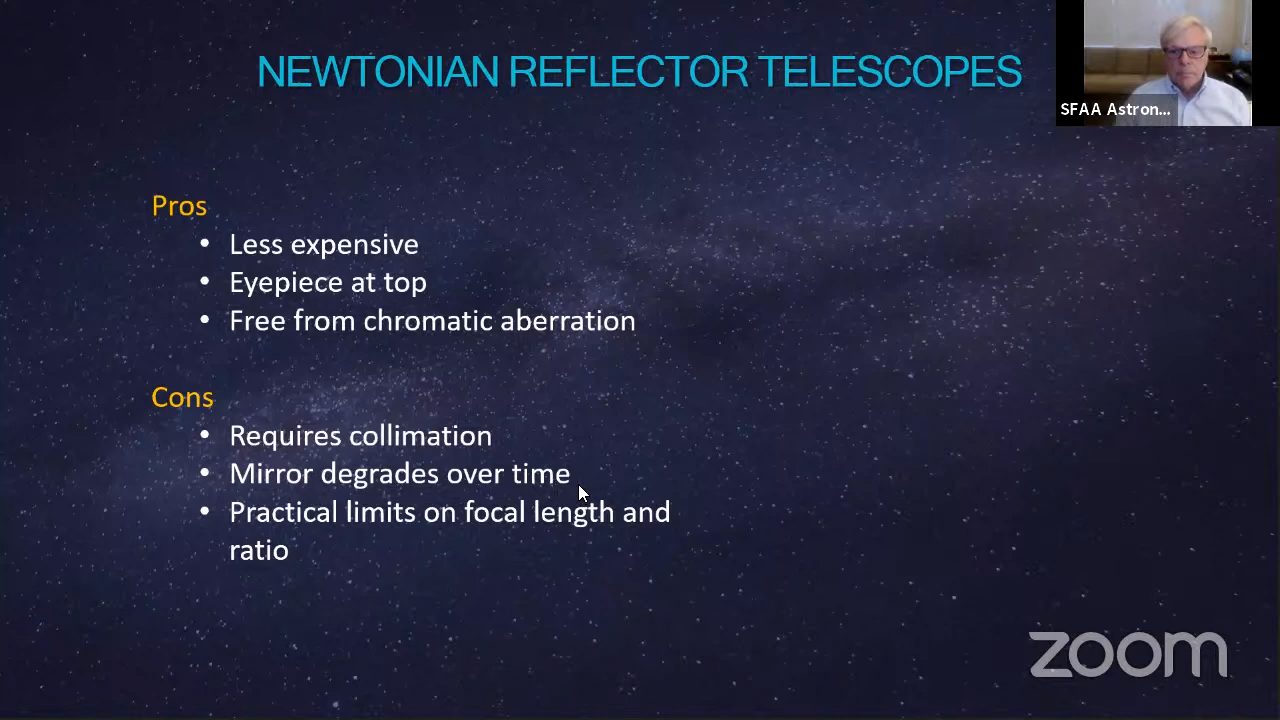 NEWTONIAN REFLECTOR TELESCOPES
SFAA Astron...
Pros
• Less expensive
• Eyepiece at top
• Free from chromatic aberration
Cons
• Requires collimation
• Mirror degrades over time
• Practical limits on focal length and
ratio
zoom